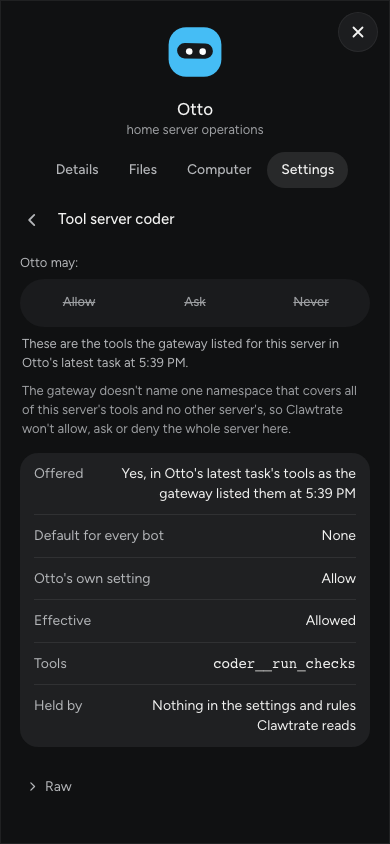 Otto
home server operations
Details Files Computer Settings
Tool server coder
Otto may:
Allow Ask Never
These are the tools the gateway listed for this server in
Otto's latest task at 5:39 PM.
The gateway doesn't name one namespace that covers all
of this server's tools and no other server's, so Clawtrate
won't allow, ask or deny the whole server here.
Offered Yes, in Otto's latest task's tools as the
gateway listed them at 5:39 PM
Default for every bot None
Otto's own setting Allow
Effective Allowed
Tools coder__run_checks
Held by Nothing in the settings and rules
Clawtrate reads
Raw